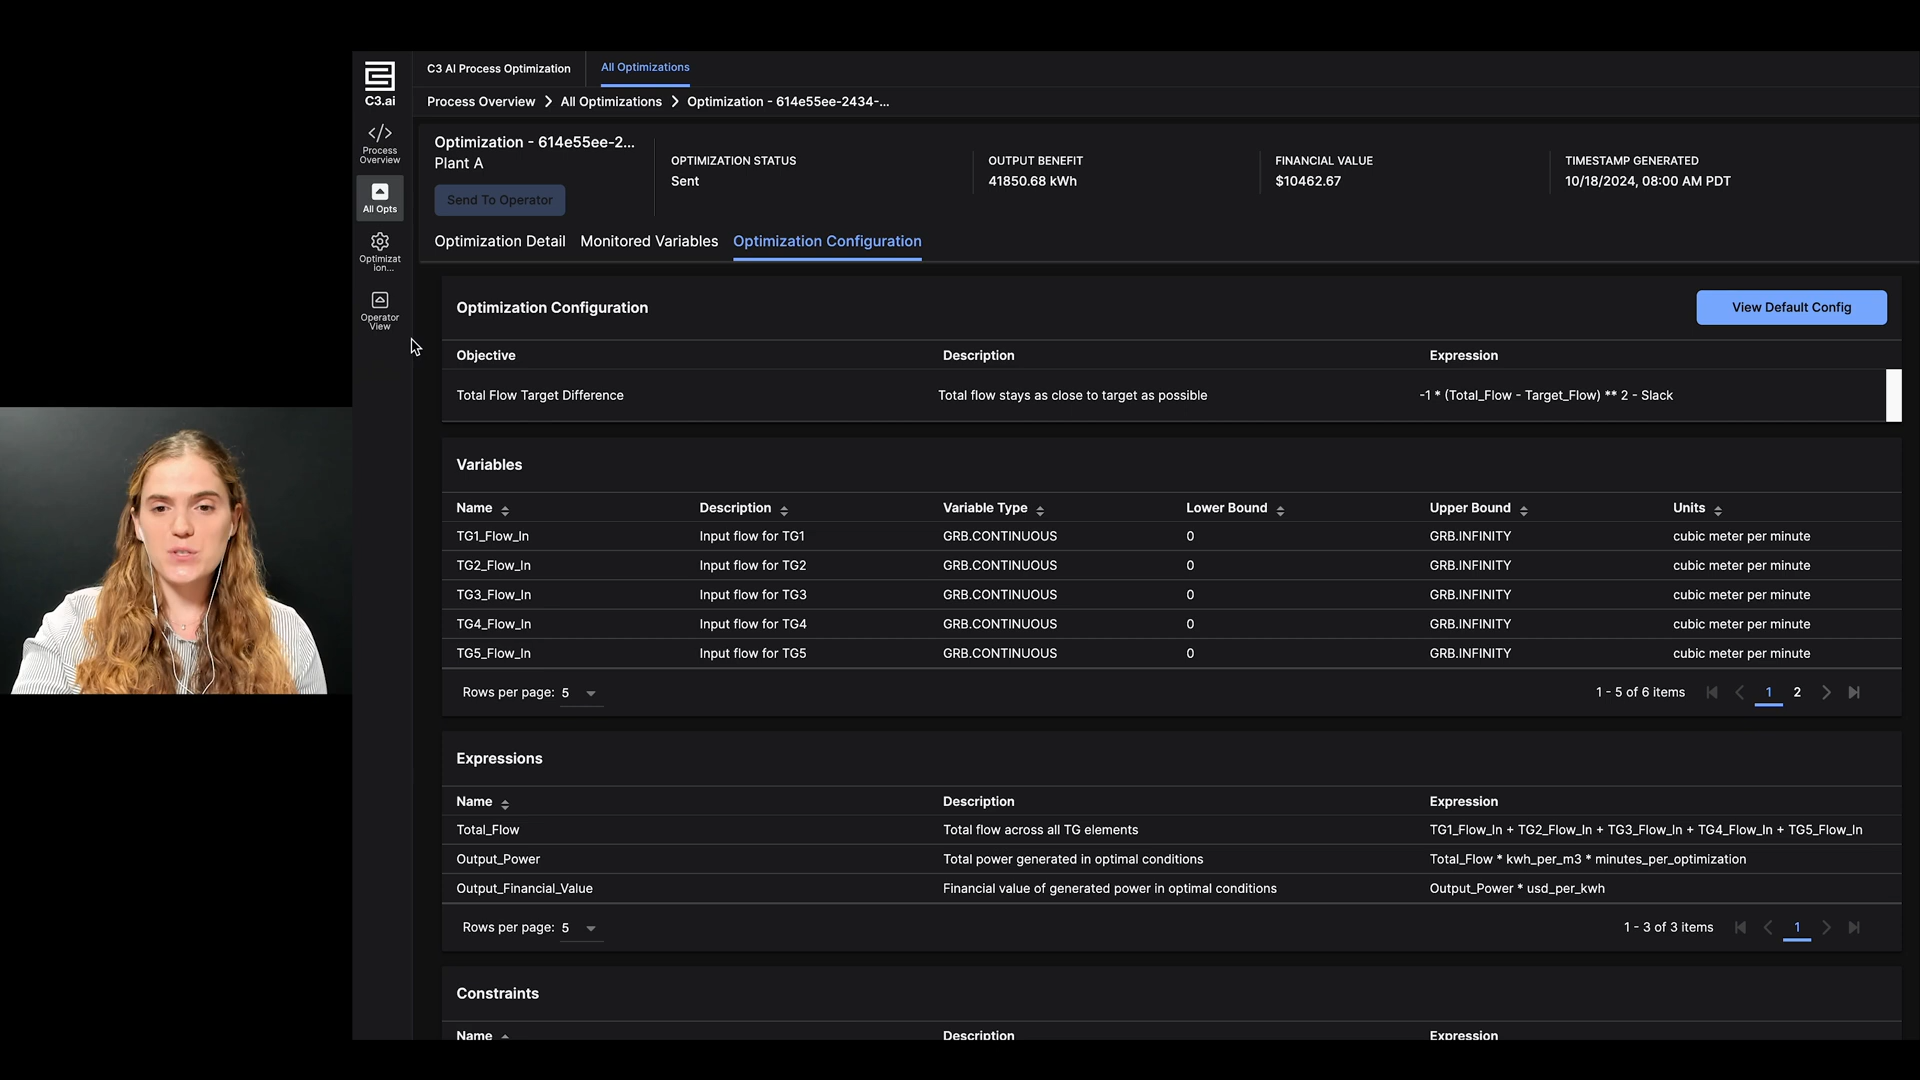 C3.ai
Process
Overview
All Opts
Optimizat
ion...
Operator
View
C3 AI Process Optimization
All Optimizations
Process Overview > All Optimizations > Optimization - 614e55ee-2434-...
Optimization - 614e55ee-2...
Plant A
Send To Operator
OPTIMIZATION STATUS
Sent
OUTPUT BENEFIT
41850.68 kWh
FINANCIAL VALUE
$10462.67
TIMESTAMP GENERATED
10/18/2024, 08:00 AM PDT
Optimization Detail Monitored Variables Optimization Configuration
Optimization Configuration View Default Config
Objective Description Expression
Total Flow Target Difference Total flow stays as close to target as possible -1 * (Total_Flow - Target_Flow) ** 2 - Slack
Variables
Name Description Variable Type Lower Bound Upper Bound Units
TG1_Flow_In Input flow for TG1 GRB.CONTINUOUS 0 GRB.INFINITY cubic meter per minute
TG2_Flow_In Input flow for TG2 GRB.CONTINUOUS 0 GRB.INFINITY cubic meter per minute
TG3_Flow_In Input flow for TG3 GRB.CONTINUOUS 0 GRB.INFINITY cubic meter per minute
TG4_Flow_In Input flow for TG4 GRB.CONTINUOUS 0 GRB.INFINITY cubic meter per minute
TG5_Flow_In Input flow for TG5 GRB.CONTINUOUS 0 GRB.INFINITY cubic meter per minute
Rows per page: 5 1 - 5 of 6 items 1 2
Expressions
Name Description Expression
Total_Flow Total flow across all TG elements TG1_Flow_In + TG2_Flow_In + TG3_Flow_In + TG4_Flow_In + TG5_Flow_In
Output_Power Total power generated in optimal conditions Total_Flow * kwh_per_m3 * minutes_per_optimization
Output_Financial_Value Financial value of generated power in optimal conditions Output_Power * usd_per_kwh
Rows per page: 5 1 - 3 of 3 items 1
Constraints
Name Description Expression